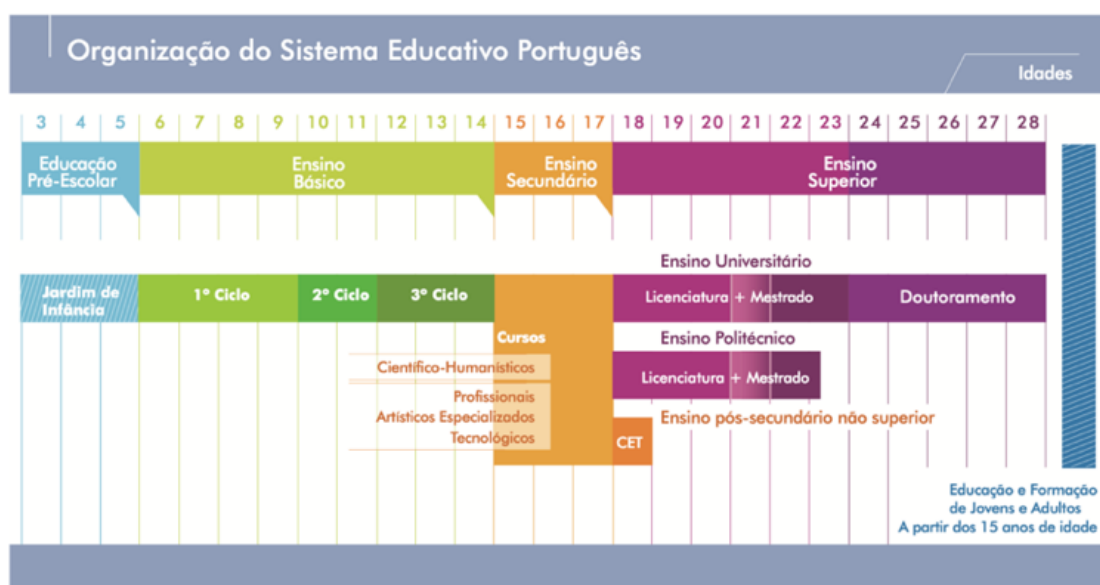 Organização do Sistema Educativo Português
Idades
3 4 5 6 7 8 9 10 11 12 13 14 15 16 17 18 19 20 21 22 23 24 25 26 27 28
Educação
Pré-Escolar
Ensino
Básico
Ensino
Secundário
Ensino
Superior
Ensino Universitário
Jardim de
Infância
1º Ciclo
2º Ciclo
3º Ciclo
Licenciatura + Mestrado
Doutoramento
Cursos
Ensino Politécnico
Científico-Humanísticos
Licenciatura + Mestrado
Profissionais
Artísticos Especializados
Tecnológicos
Ensino pós-secundário não superior
CET
Educação e Formação
de Jovens e Adultos
A partir dos 15 anos de idade